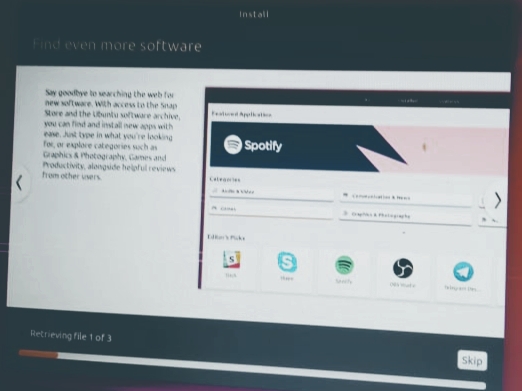 Install
Find even more software
Say goodbye to searching the web for
new software. With access to the Snap
Store and the Ubuntu software archive,
you can find and install new apps with
ease. Just type in what you're looking
for, or explore categories such as
Graphics & Photography, Games and
Productivity, alongside helpful reviews
from other users.
Featured Application
Spotify
Categories
Audio & Video
Communication & News
Games
Graphics & Photography
Editor's Picks
Slack
Skype
Spotify
OBS Studio
Telegram Des...
Retrieving file 1 of 3
Skip